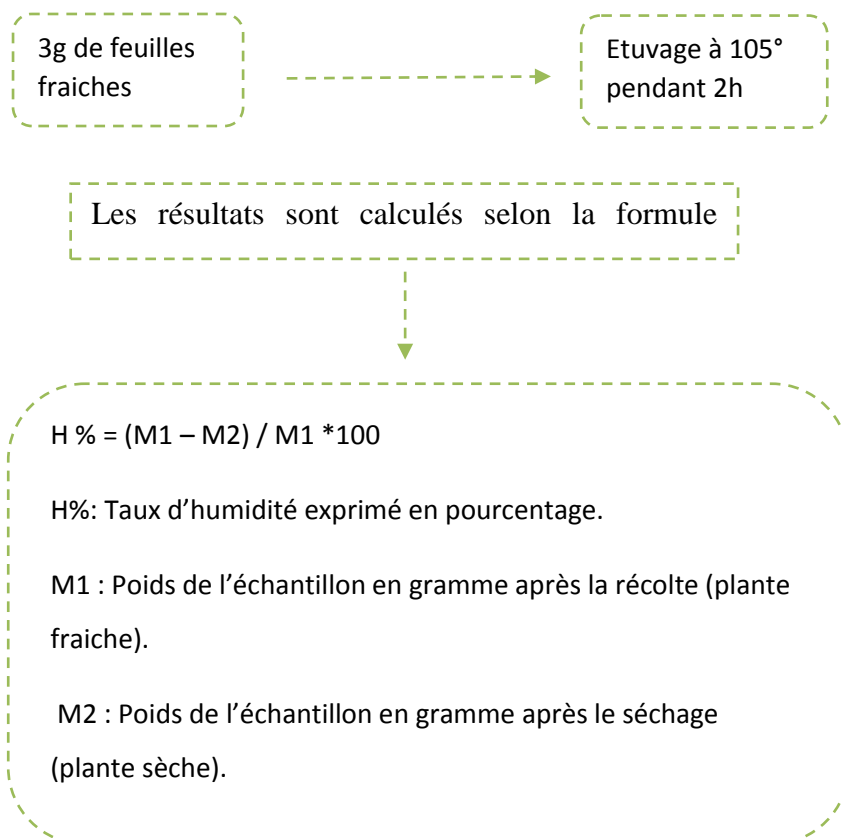 3g de feuilles
fraiches
Etuvage à 105°
pendant 2h
Les résultats sont calculés selon la formule
H % = (M1 – M2) / M1 *100
H%: Taux d’humidité exprimé en pourcentage.
M1 : Poids de l’échantillon en gramme après la récolte (plante
fraiche).
M2 : Poids de l’échantillon en gramme après le séchage
(plante sèche).